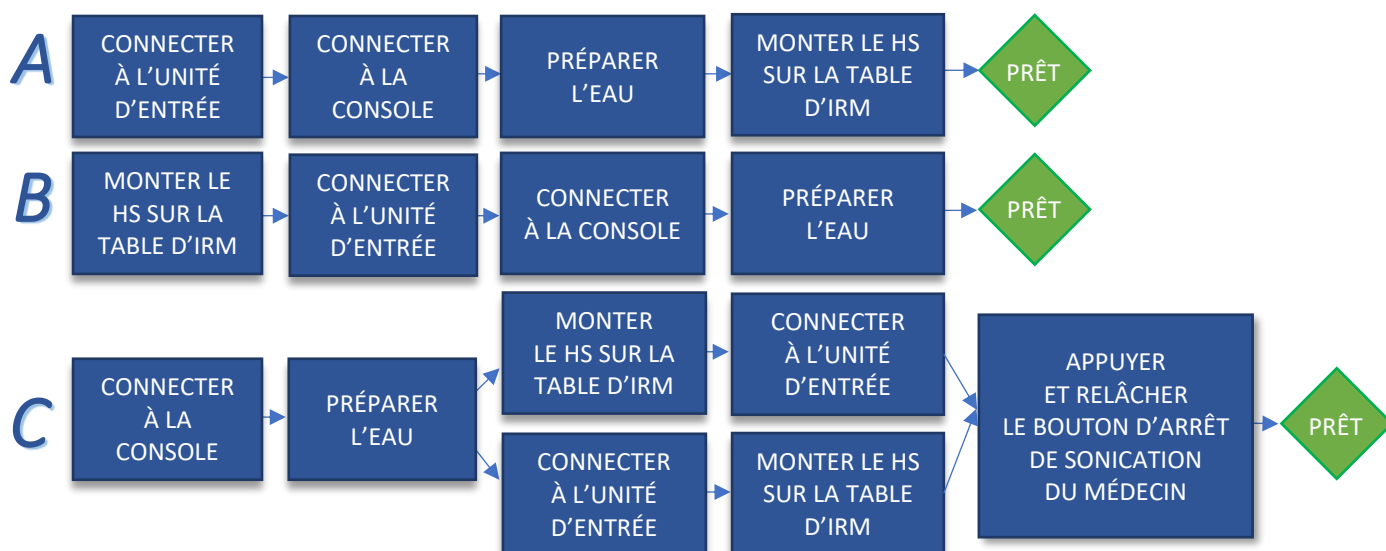 A
CONNECTER
À L’UNITÉ
D’ENTRÉE
CONNECTER
À LA
CONSOLE
PRÉPARER
L’EAU
MONTER LE HS
SUR LA TABLE
D’IRM
PRÊT
B
MONTER LE
HS SUR LA
TABLE D’IRM
CONNECTER
À L’UNITÉ
D’ENTRÉE
CONNECTER
À LA CONSOLE
PRÉPARER
L’EAU
PRÊT
C
CONNECTER
À LA
CONSOLE
PRÉPARER
L’EAU
MONTER
LE HS SUR LA
TABLE D’IRM
CONNECTER
À L’UNITÉ
D’ENTRÉE
CONNECTER
À L’UNITÉ
D’ENTRÉE
MONTER LE HS
SUR LA TABLE
D’IRM
APPUYER
ET RELÂCHER
LE BOUTON D’ARRÊT
DE SONICATION
DU MÉDECIN
PRÊT